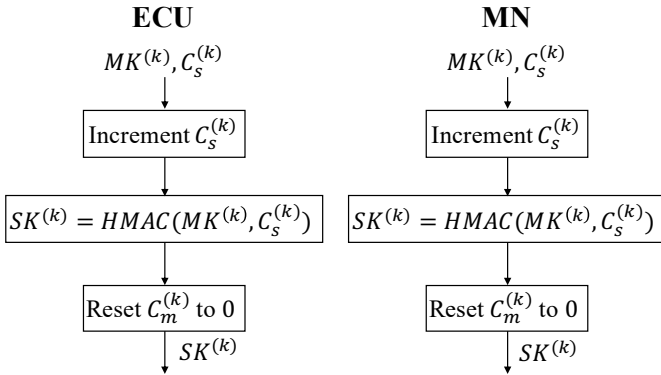 ECU
MK^{(k)}, C_s^{(k)}
Increment C_s^{(k)}
SK^{(k)} = HMAC(MK^{(k)}, C_s^{(k)})
Reset C_m^{(k)} to 0
SK^{(k)}
MN
MK^{(k)}, C_s^{(k)}
Increment C_s^{(k)}
SK^{(k)} = HMAC(MK^{(k)}, C_s^{(k)})
Reset C_m^{(k)} to 0
SK^{(k)}